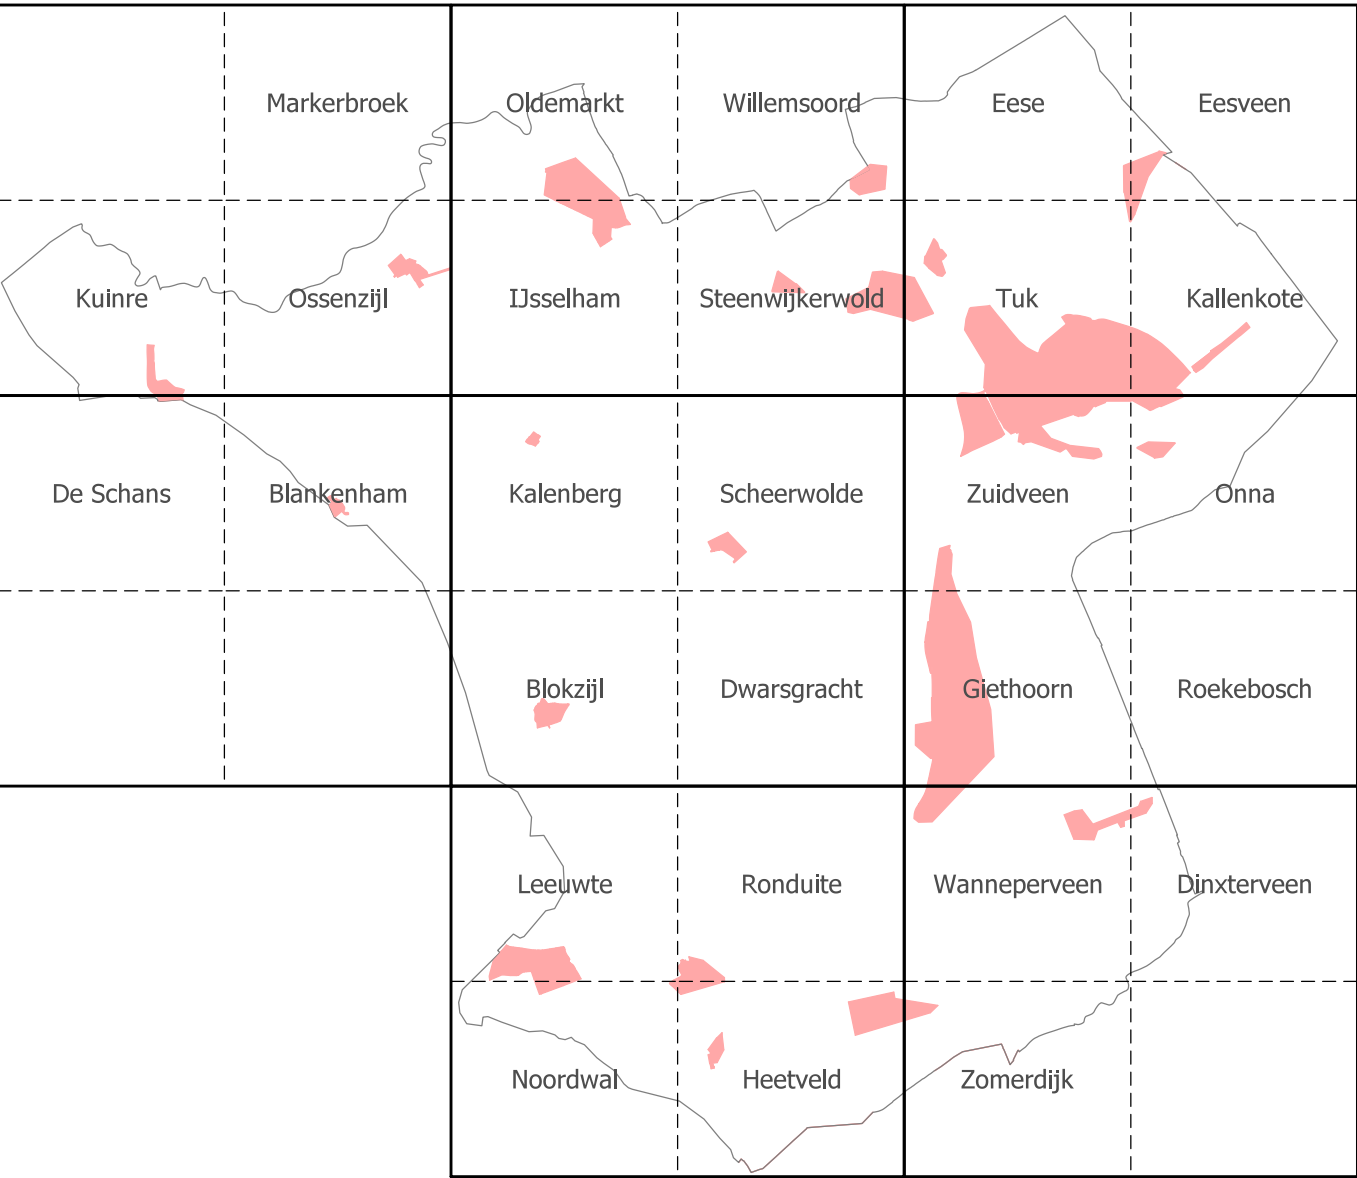 Markerbroek Oldemarkt Willemsoord Eese Eesveen
Kuinre Ossenzijl IJsselham Steenwijkerwold Tuk Kallenkote
De Schans Blankenham Kalenberg Scheerwolde Zuidveen Onna
Blokzijl Dwarsgracht Giethoorn Roekebosch
Leeuwte Ronduite Wanneperveen Dinxterveen
Noordwal Heetveld Zomerdijk